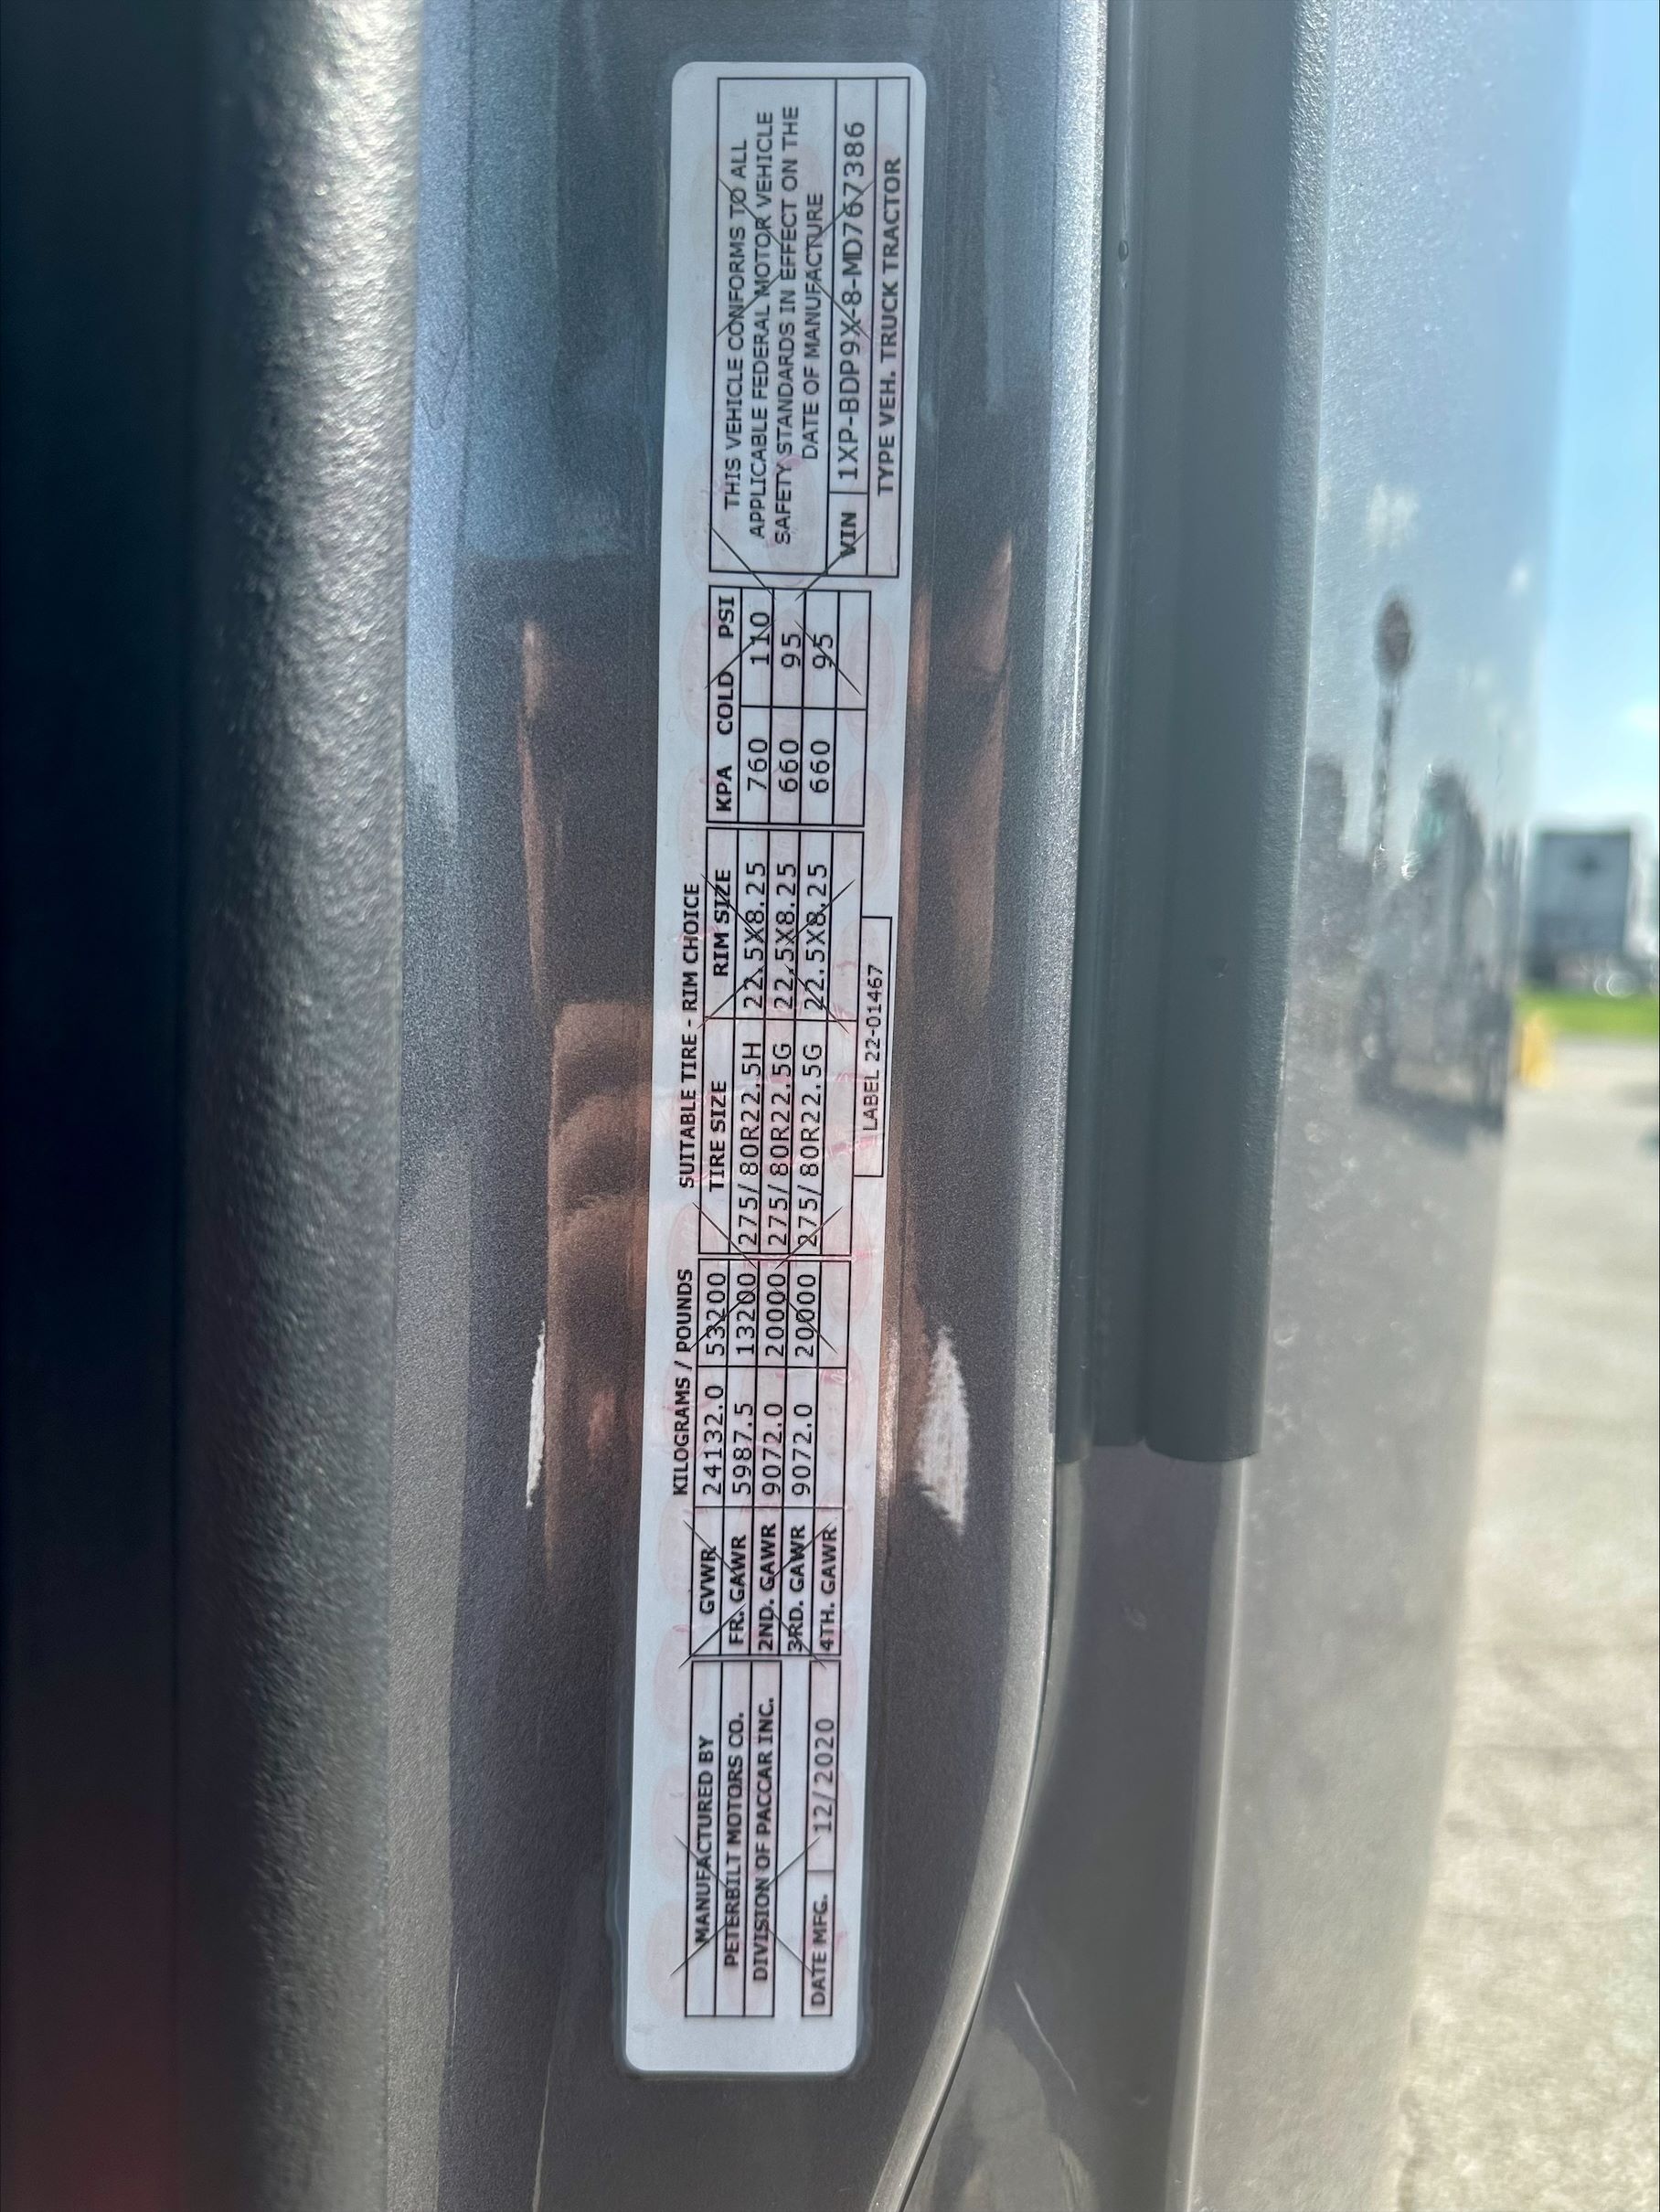 MANUFACTURED BY
PETERBILT MOTORS CO.
DIVISION OF PACCAR INC.
DATE MFG. 12/2020
KILOGRAMS / POUNDS
GVWR 24132.0 53200
FR. GAWR 5987.5 13200
2ND. GAWR 9072.0 20000
3RD. GAWR 9072.0 20000
4TH. GAWR
SUITABLE TIRE - RIM CHOICE
TIRE SIZE RIM SIZE
275/80R22.5H 22.5X8.25
275/80R22.5G 22.5X8.25
275/80R22.5G 22.5X8.25
LABEL 22-01467
KPA COLD PSI
760 110
660 95
660 95
THIS VEHICLE CONFORMS TO ALL
APPLICABLE FEDERAL MOTOR VEHICLE
SAFETY STANDARDS IN EFFECT ON THE
DATE OF MANUFACTURE
VIN 1XP-BDP9X-8-MD767386
TYPE VEH. TRUCK TRACTOR